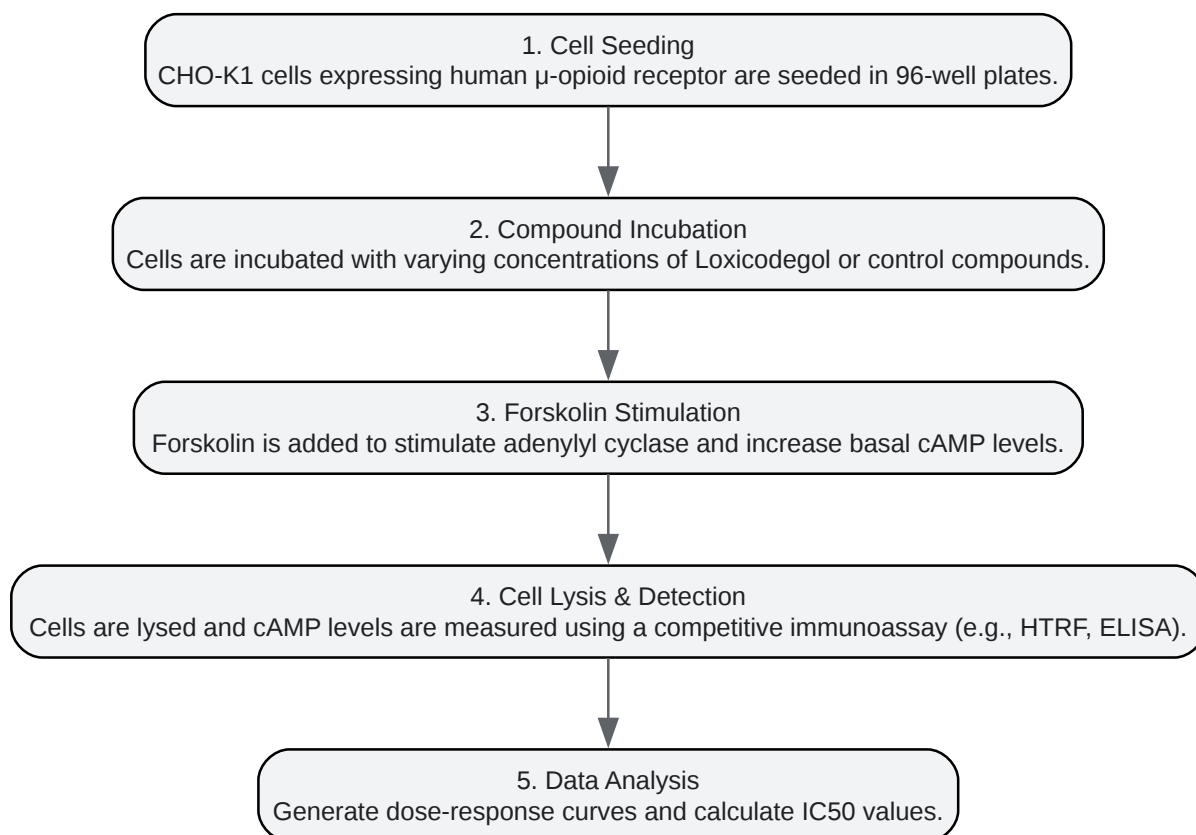 1. Cell Seeding
CHO-K1 cells expressing human μ-opioid receptor are seeded in 96-well plates.
2. Compound Incubation
Cells are incubated with varying concentrations of Loxicodegol or control compounds.
3. Forskolin Stimulation
Forskolin is added to stimulate adenylyl cyclase and increase basal cAMP levels.
4. Cell Lysis & Detection
Cells are lysed and cAMP levels are measured using a competitive immunoassay (e.g., HTRF, ELISA).
5. Data Analysis
Generate dose-response curves and calculate IC50 values.